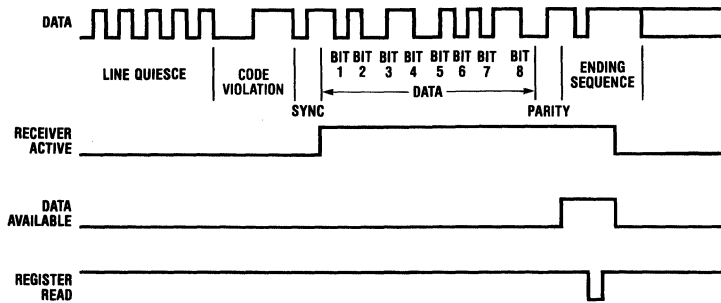 DATA
BIT BIT BIT BIT BIT BIT BIT BIT
1 2 3 4 5 6 7 8
LINE QUIESCE
CODE
VIOLATION
ENDING
SEQUENCE
DATA
SYNC
PARITY
RECEIVER
ACTIVE
DATA
AVAILABLE
REGISTER
READ